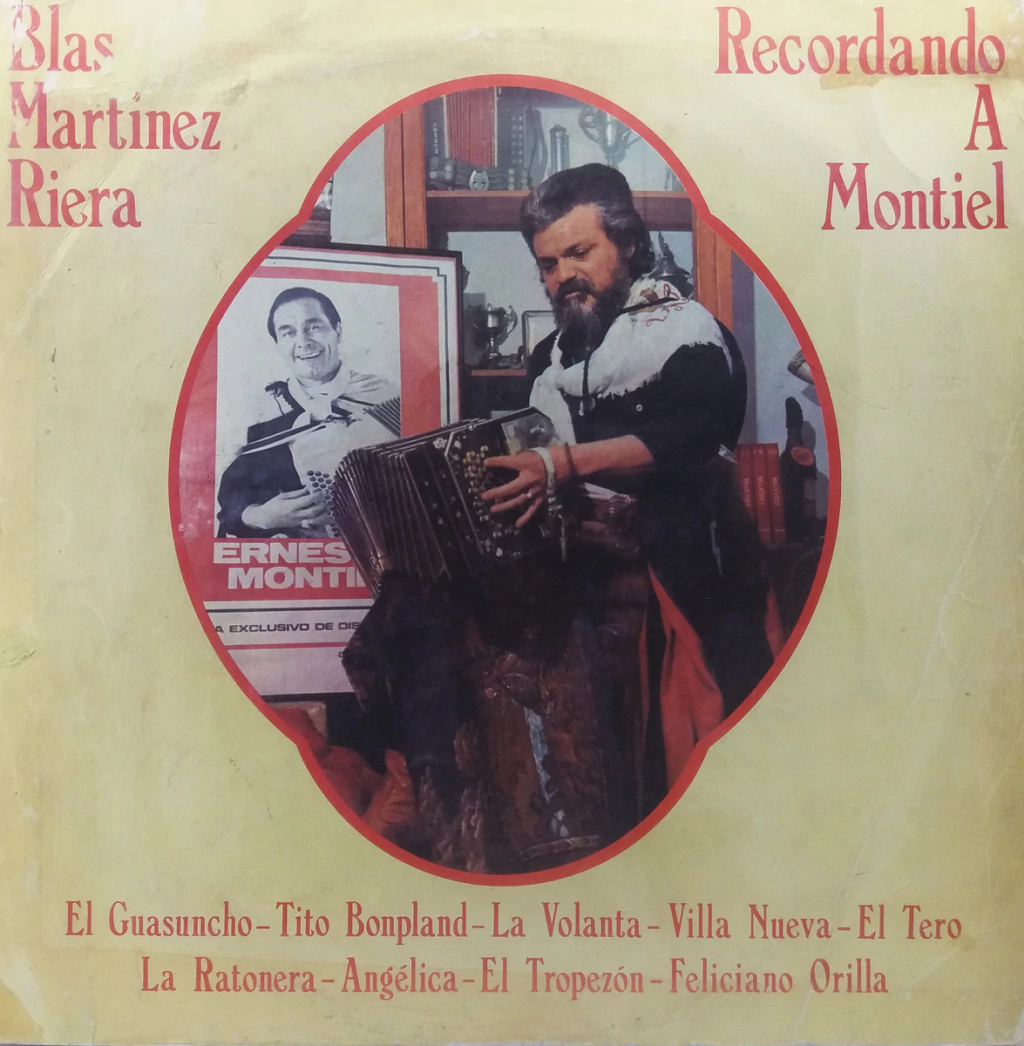 Blas
Martínez
Riera
Recordando
A
Montiel
ERNES
MONTI
A EXCLUSIVO DE DIS
El Guasuncho-Tito Bonpland-La Volanta-Villa Nueva-El Tero
La Ratonera-Angélica-El Tropezón-Feliciano Orilla